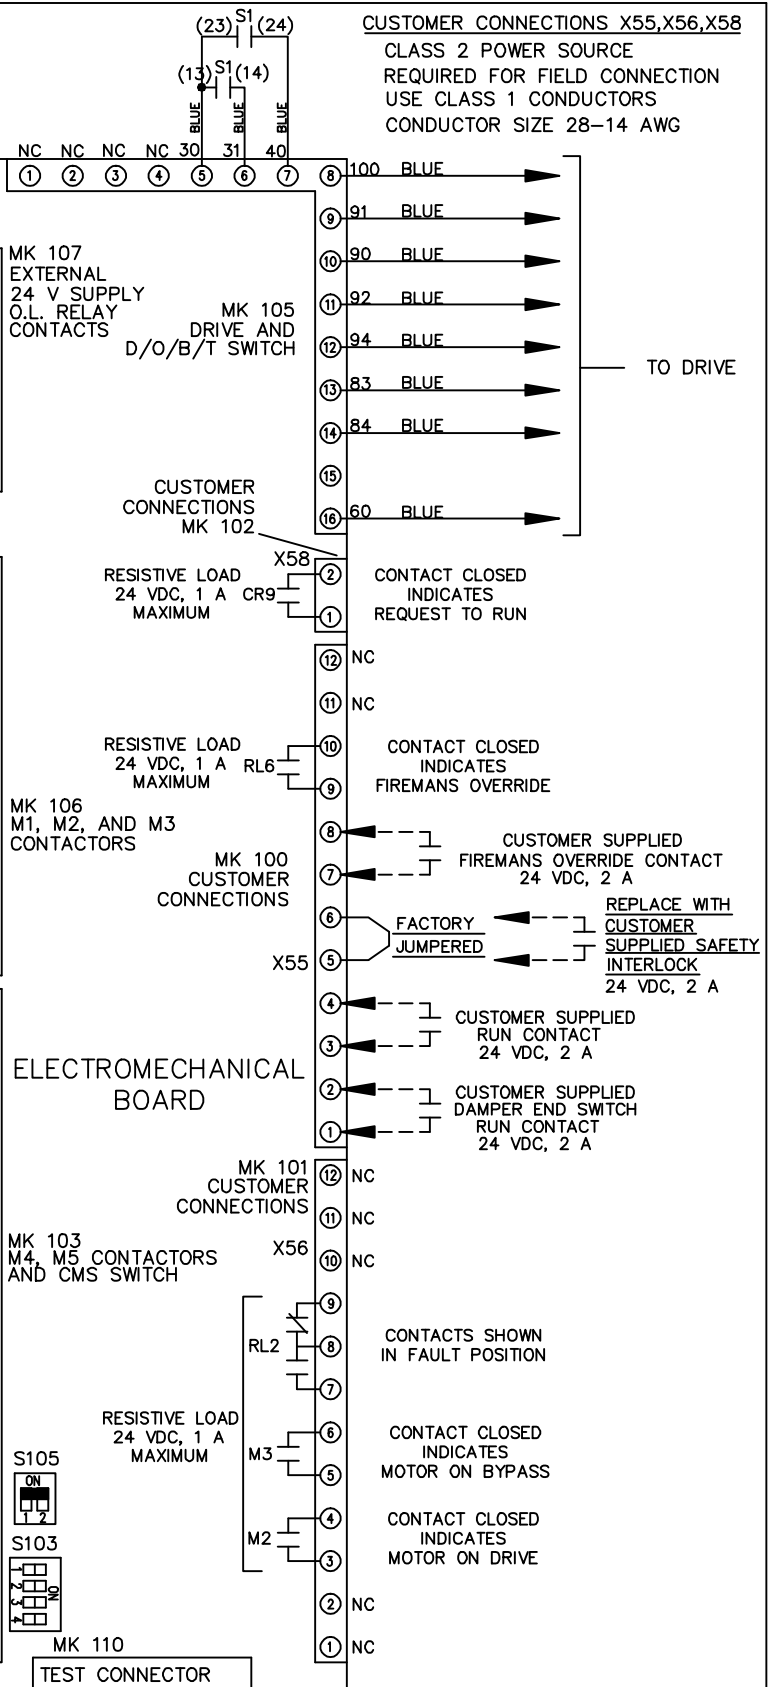 CUSTOMER CONNECTIONS X55,X56,X58
CLASS 2 POWER SOURCE
REQUIRED FOR FIELD CONNECTION
USE CLASS 1 CONDUCTORS
CONDUCTOR SIZE 28–14 AWG
(23) S1 (24)
(13) S1 (14)
BLUE BLUE BLUE
NC NC NC NC 30 31 40
1 2 3 4 5 6 7
8 100 BLUE
9 91 BLUE
10 90 BLUE
11 92 BLUE
12 94 BLUE
13 83 BLUE
14 84 BLUE
15
16 60 BLUE
TO DRIVE
MK 107
EXTERNAL
24 V SUPPLY
O.L. RELAY
CONTACTS
MK 105
DRIVE AND
D/O/B/T SWITCH
CUSTOMER
CONNECTIONS
MK 102
X58
2
1
RESISTIVE LOAD
24 VDC, 1 A CR9
MAXIMUM
CONTACT CLOSED
INDICATES
REQUEST TO RUN
12 NC
11 NC
10
9
RESISTIVE LOAD
24 VDC, 1 A RL6
MAXIMUM
CONTACT CLOSED
INDICATES
FIREMANS OVERRIDE
MK 106
M1, M2, AND M3
CONTACTORS
MK 100
CUSTOMER
CONNECTIONS
8
7
CUSTOMER SUPPLIED
FIREMANS OVERRIDE CONTACT
24 VDC, 2 A
6
5
X55
FACTORY
JUMPERED
REPLACE WITH
CUSTOMER
SUPPLIED SAFETY
INTERLOCK
24 VDC, 2 A
4
3
CUSTOMER SUPPLIED
RUN CONTACT
24 VDC, 2 A
ELECTROMECHANICAL
BOARD
2
1
CUSTOMER SUPPLIED
DAMPER END SWITCH
RUN CONTACT
24 VDC, 2 A
MK 101
CUSTOMER
CONNECTIONS
12 NC
11 NC
X56
10 NC
MK 103
M4, M5 CONTACTORS
AND CMS SWITCH
9
RL2 8
7
CONTACTS SHOWN
IN FAULT POSITION
RESISTIVE LOAD
24 VDC, 1 A
MAXIMUM
6
M3
5
CONTACT CLOSED
INDICATES
MOTOR ON BYPASS
4
M2
3
CONTACT CLOSED
INDICATES
MOTOR ON DRIVE
2 NC
1 NC
S105
ON
1 2
S103
1
2
3
4
ON
MK 110
TEST CONNECTOR